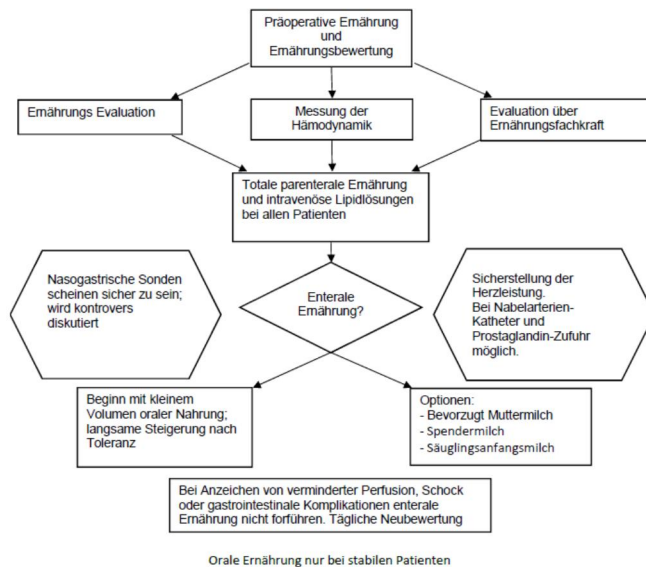 Präoperative Ernährung
und
Ernährungsbewertung
Ernährungs Evaluation
Messung der
Hämodynamik
Evaluation über
Ernährungsfachkraft
Totale parenterale Ernährung
und intravenöse Lipidlösungen
bei allen Patienten
Nasogastrische Sonden
scheinen sicher zu sein;
wird kontrovers
diskutiert
Enterale
Ernährung?
Sicherstellung der
Herzleistung.
Bei Nabelarterien-
Katheter und
Prostaglandin-Zufuhr
möglich.
Beginn mit kleinem
Volumen oraler Nahrung;
langsame Steigerung nach
Toleranz
Optionen:
- Bevorzugt Muttermilch
- Spendermilch
- Säuglingsanfangsmilch
Bei Anzeichen von verminderter Perfusion, Schock
oder gastrointestinale Komplikationen enterale
Ernährung nicht forführen. Tägliche Neubewertung
Orale Ernährung nur bei stabilen Patienten